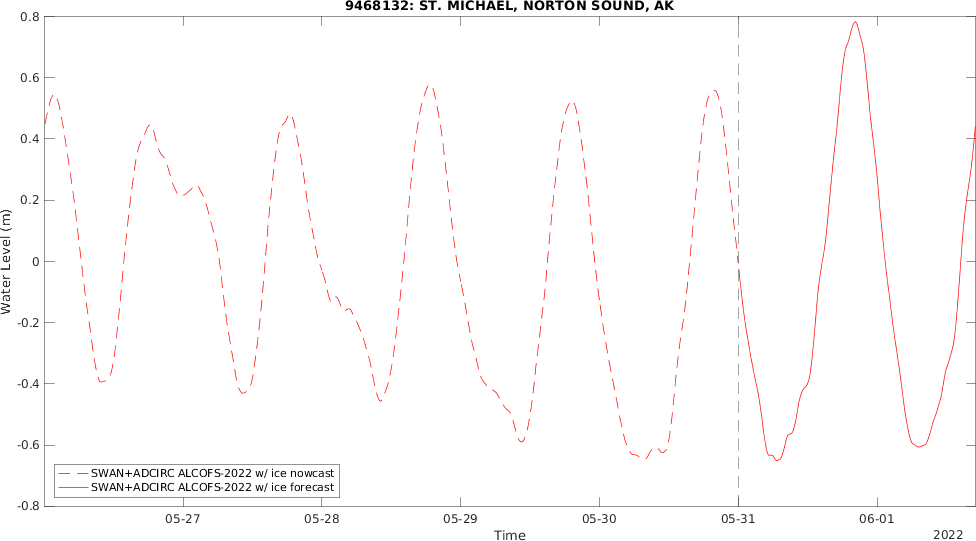 9468132: ST. MICHAEL, NORTON SOUND, AK
0.8
0.6
0.4
0.2
0
-0.2
-0.4
-0.6
-0.8
Water Level (m)
SWAN+ADCIRC ALCOFS-2022 w/ ice nowcast
SWAN+ADCIRC ALCOFS-2022 w/ ice forecast
05-27 05-28 05-29 05-30 05-31 06-01
Time
2022